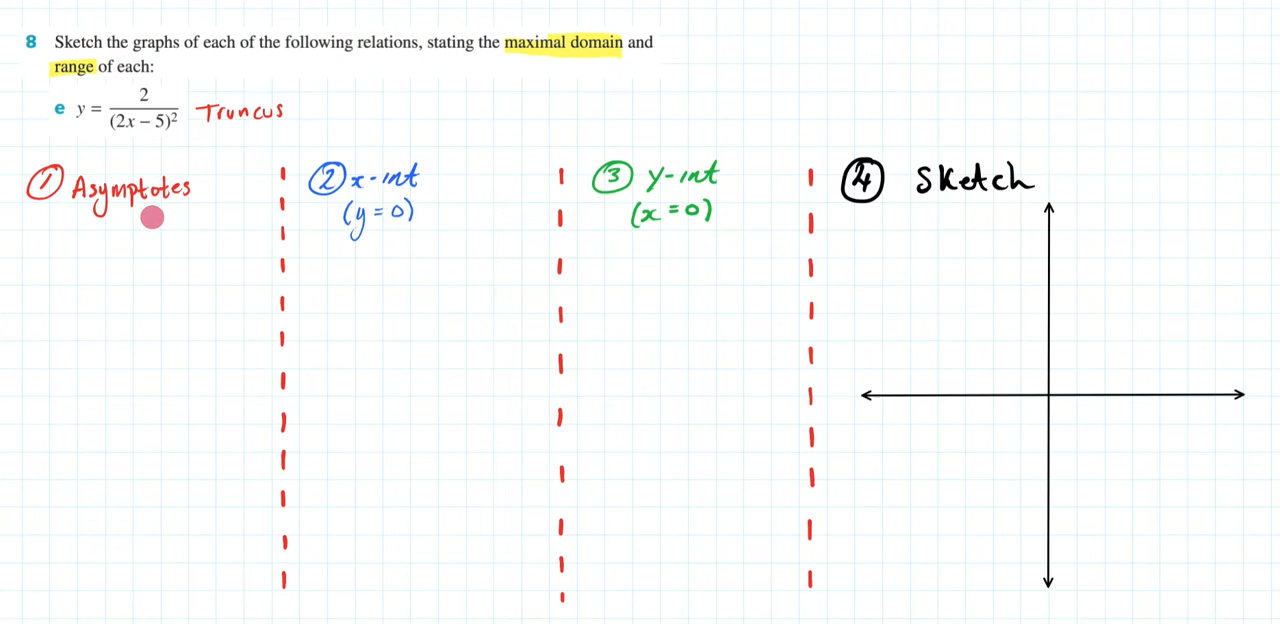 8 Sketch the graphs of each of the following relations, stating the maximal domain and
range of each:
e y = 2/(2x – 5)² Truncus
① Asymptotes
② x-int
(y = 0)
③ y-int
(x = 0)
④ Sketch